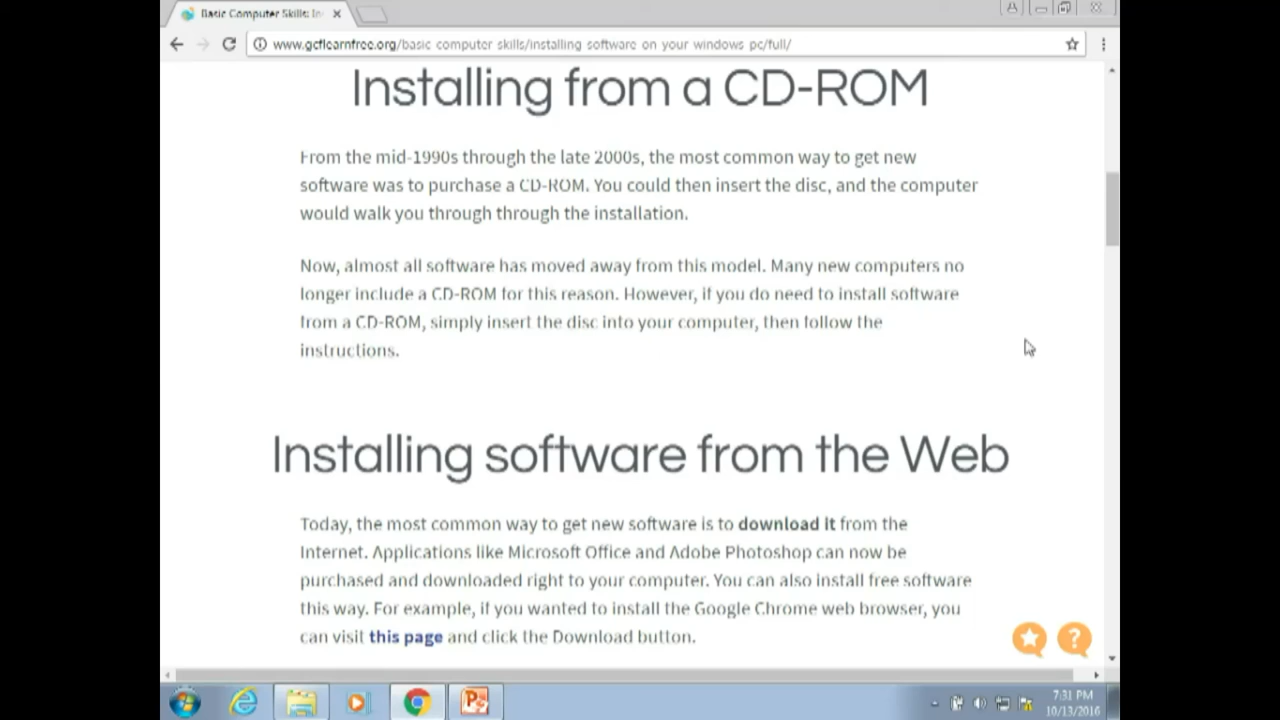 Basic Computer Skills: In
www.gcflearnfree.org/basic computer skills/installing software on your windows pc/full/
Installing from a CD-ROM
From the mid-1990s through the late 2000s, the most common way to get new
software was to purchase a CD-ROM. You could then insert the disc, and the computer
would walk you through through the installation.
Now, almost all software has moved away from this model. Many new computers no
longer include a CD-ROM for this reason. However, if you do need to install software
from a CD-ROM, simply insert the disc into your computer, then follow the
instructions.
Installing software from the Web
Today, the most common way to get new software is to download it from the
Internet. Applications like Microsoft Office and Adobe Photoshop can now be
purchased and downloaded right to your computer. You can also install free software
this way. For example, if you wanted to install the Google Chrome web browser, you
can visit this page and click the Download button.
7:31 PM
10/13/2016